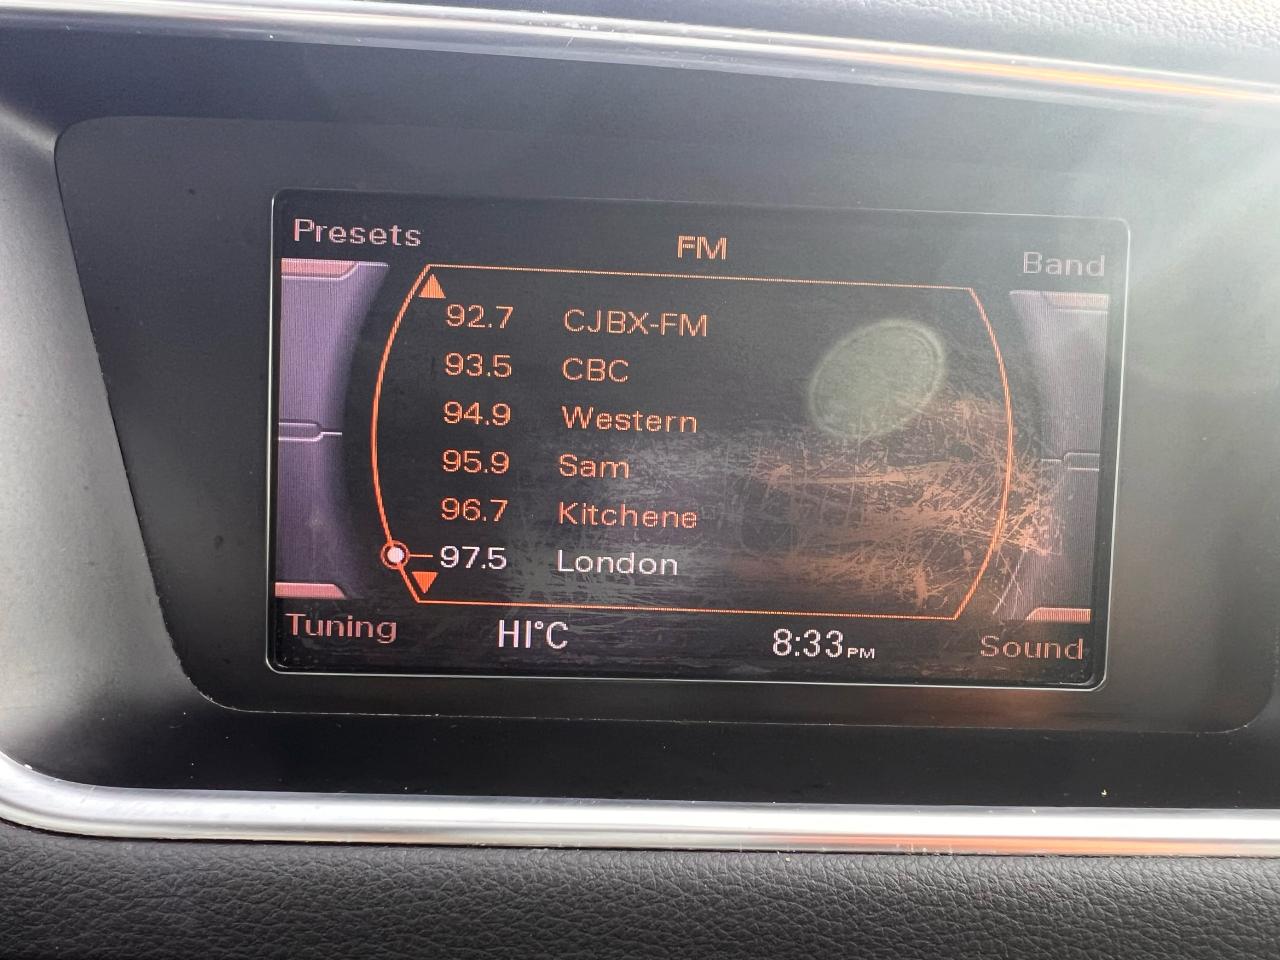 Presets
FM
Band
92.7 CJBX-FM
93.5 CBC
94.9 Western
95.9 Sam
96.7 Kitchene
97.5 London
Tuning
HI°C
8:33PM
Sound